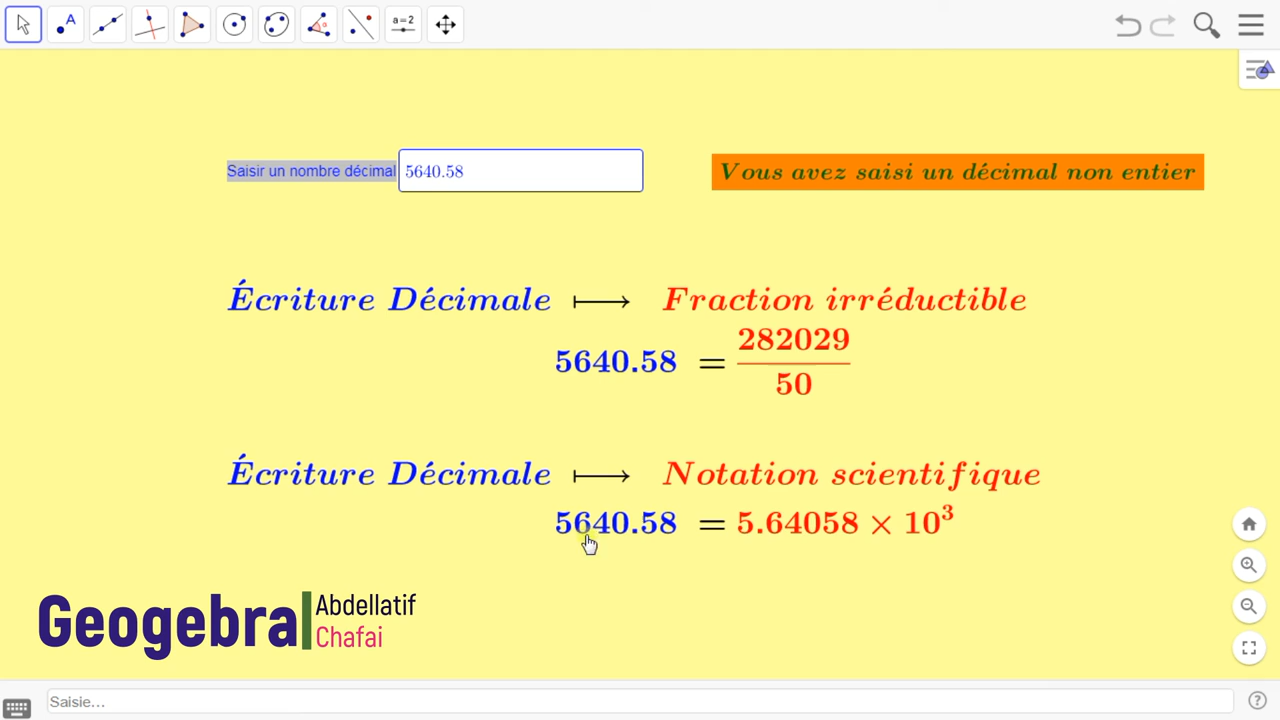 a=2
Saisir un nombre décimal 5640.58
Vous avez saisi un décimal non entier
Écriture Décimale ⟼ Fraction irréductible
5640.58 = 282029/50
Écriture Décimale ⟼ Notation scientifique
5640.58 = 5.64058 × 10³
Geogebra
Abdellatif
Chafai
Saisie…